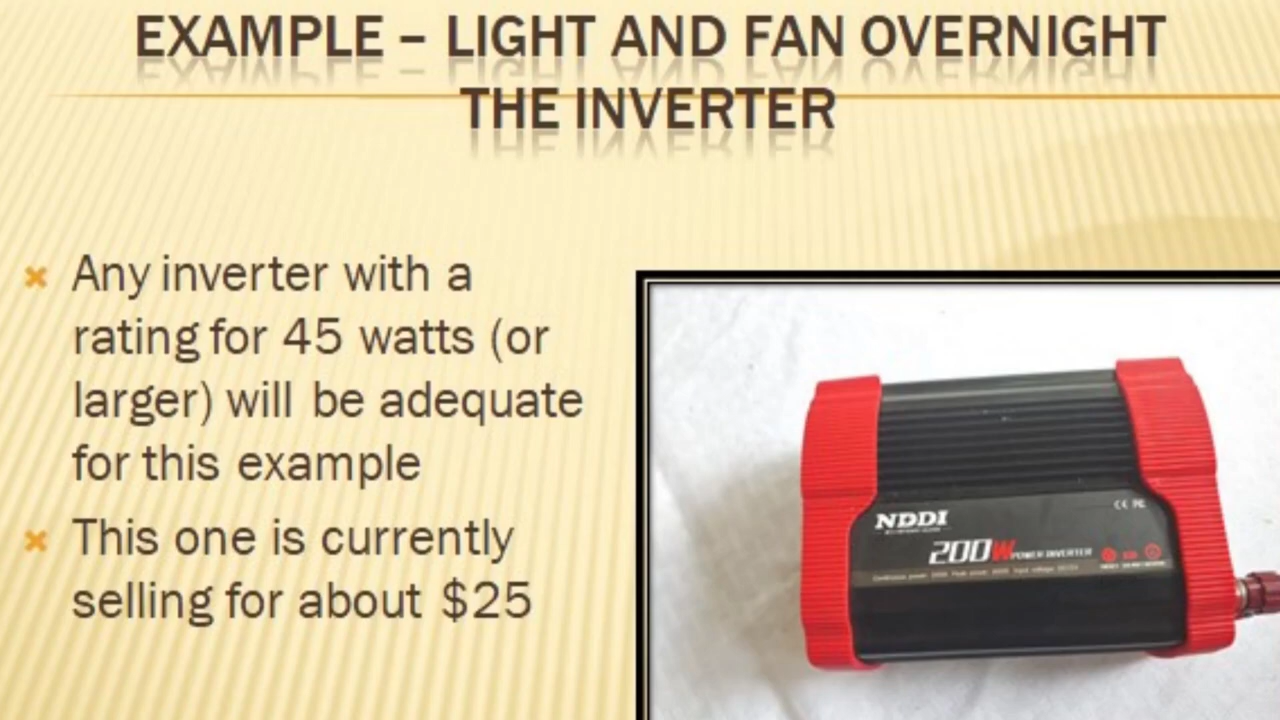 EXAMPLE – LIGHT AND FAN OVERNIGHT
THE INVERTER
Any inverter with a
rating for 45 watts (or
larger) will be adequate
for this example
This one is currently
selling for about $25
NDDI
200W POWER INVERTER